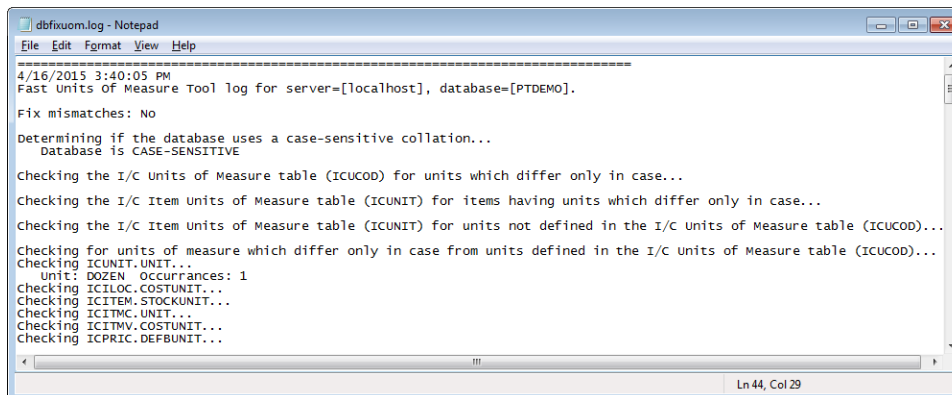 dbfixuom.log - Notepad
File Edit Format View Help
==================================================================================
4/16/2015 3:40:05 PM
Fast Units Of Measure Tool log for server=[localhost], database=[PTDEMO].
Fix mismatches: No
Determining if the database uses a case-sensitive collation...
Database is CASE-SENSITIVE
Checking the I/C Units of Measure table (ICUCOD) for units which differ only in case...
Checking the I/C Item Units of Measure table (ICUNIT) for items having units which differ only in case...
Checking the I/C Item Units of Measure table (ICUNIT) for units not defined in the I/C Units of Measure table (ICUCOD)...
Checking for units of measure which differ only in case from units defined in the I/C Units of Measure table (ICUCOD)...
Checking ICUNIT.UNIT...
Unit: DOZEN Occurrances: 1
Checking ICILOC.COSTUNIT...
Checking ICITEM.STOCKUNIT...
Checking ICITMC.UNIT...
Checking ICITMV.COSTUNIT...
Checking ICPRIC.DEFBUNIT...
Ln 44, Col 29